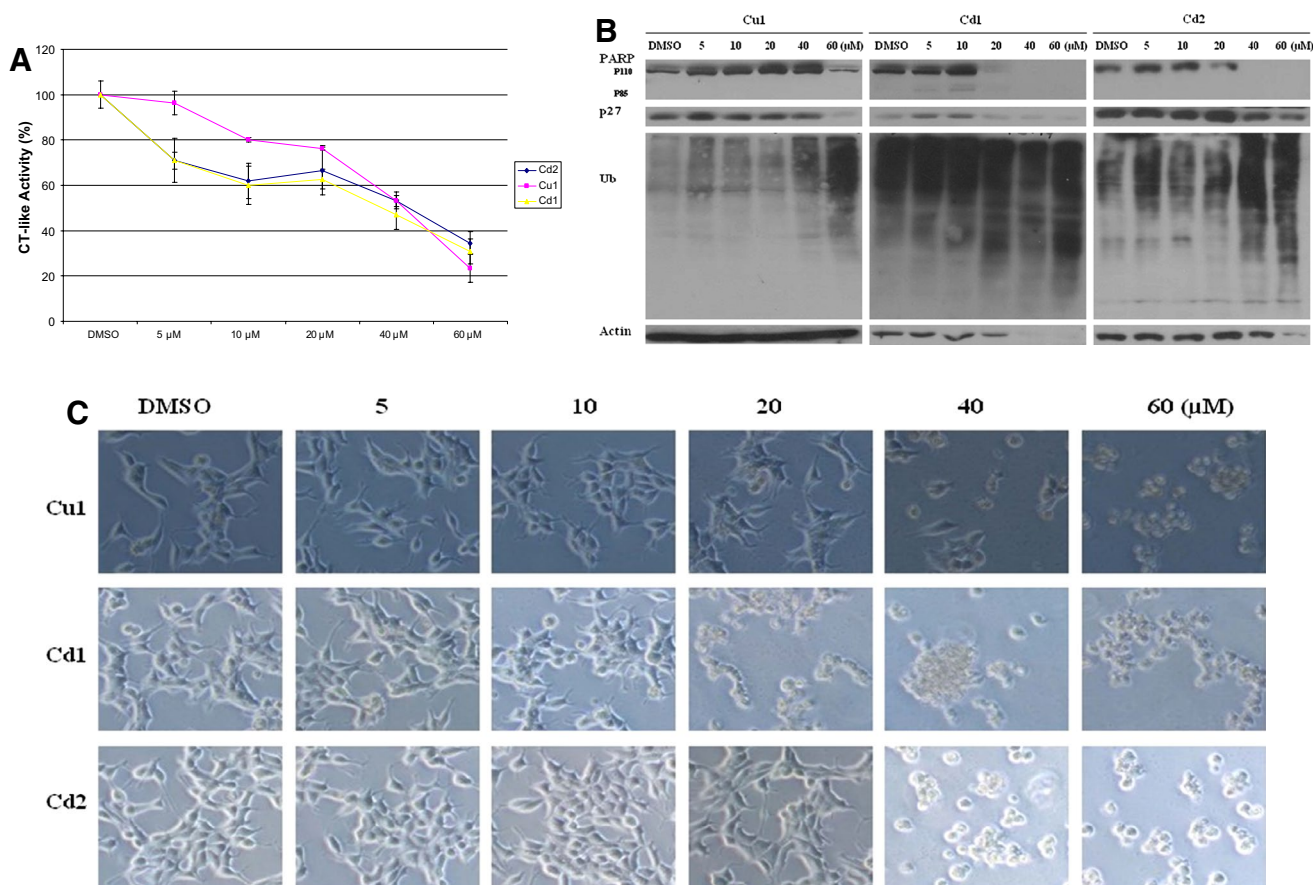 A
120
100
80
60
40
20
0
CT-like Activity (%)
DMSO 5 µM 10 µM 20 µM 40 µM 60 µM
Cd2
Cu1
Cd1
B
Cu1 Cd1 Cd2
DMSO 5 10 20 40 60 (µM) DMSO 5 10 20 40 60 (µM) DMSO 5 10 20 40 60 (µM)
PARP
P110
P85
P27
Ub
Actin
C
DMSO 5 10 20 40 60 (µM)
Cu1
Cd1
Cd2